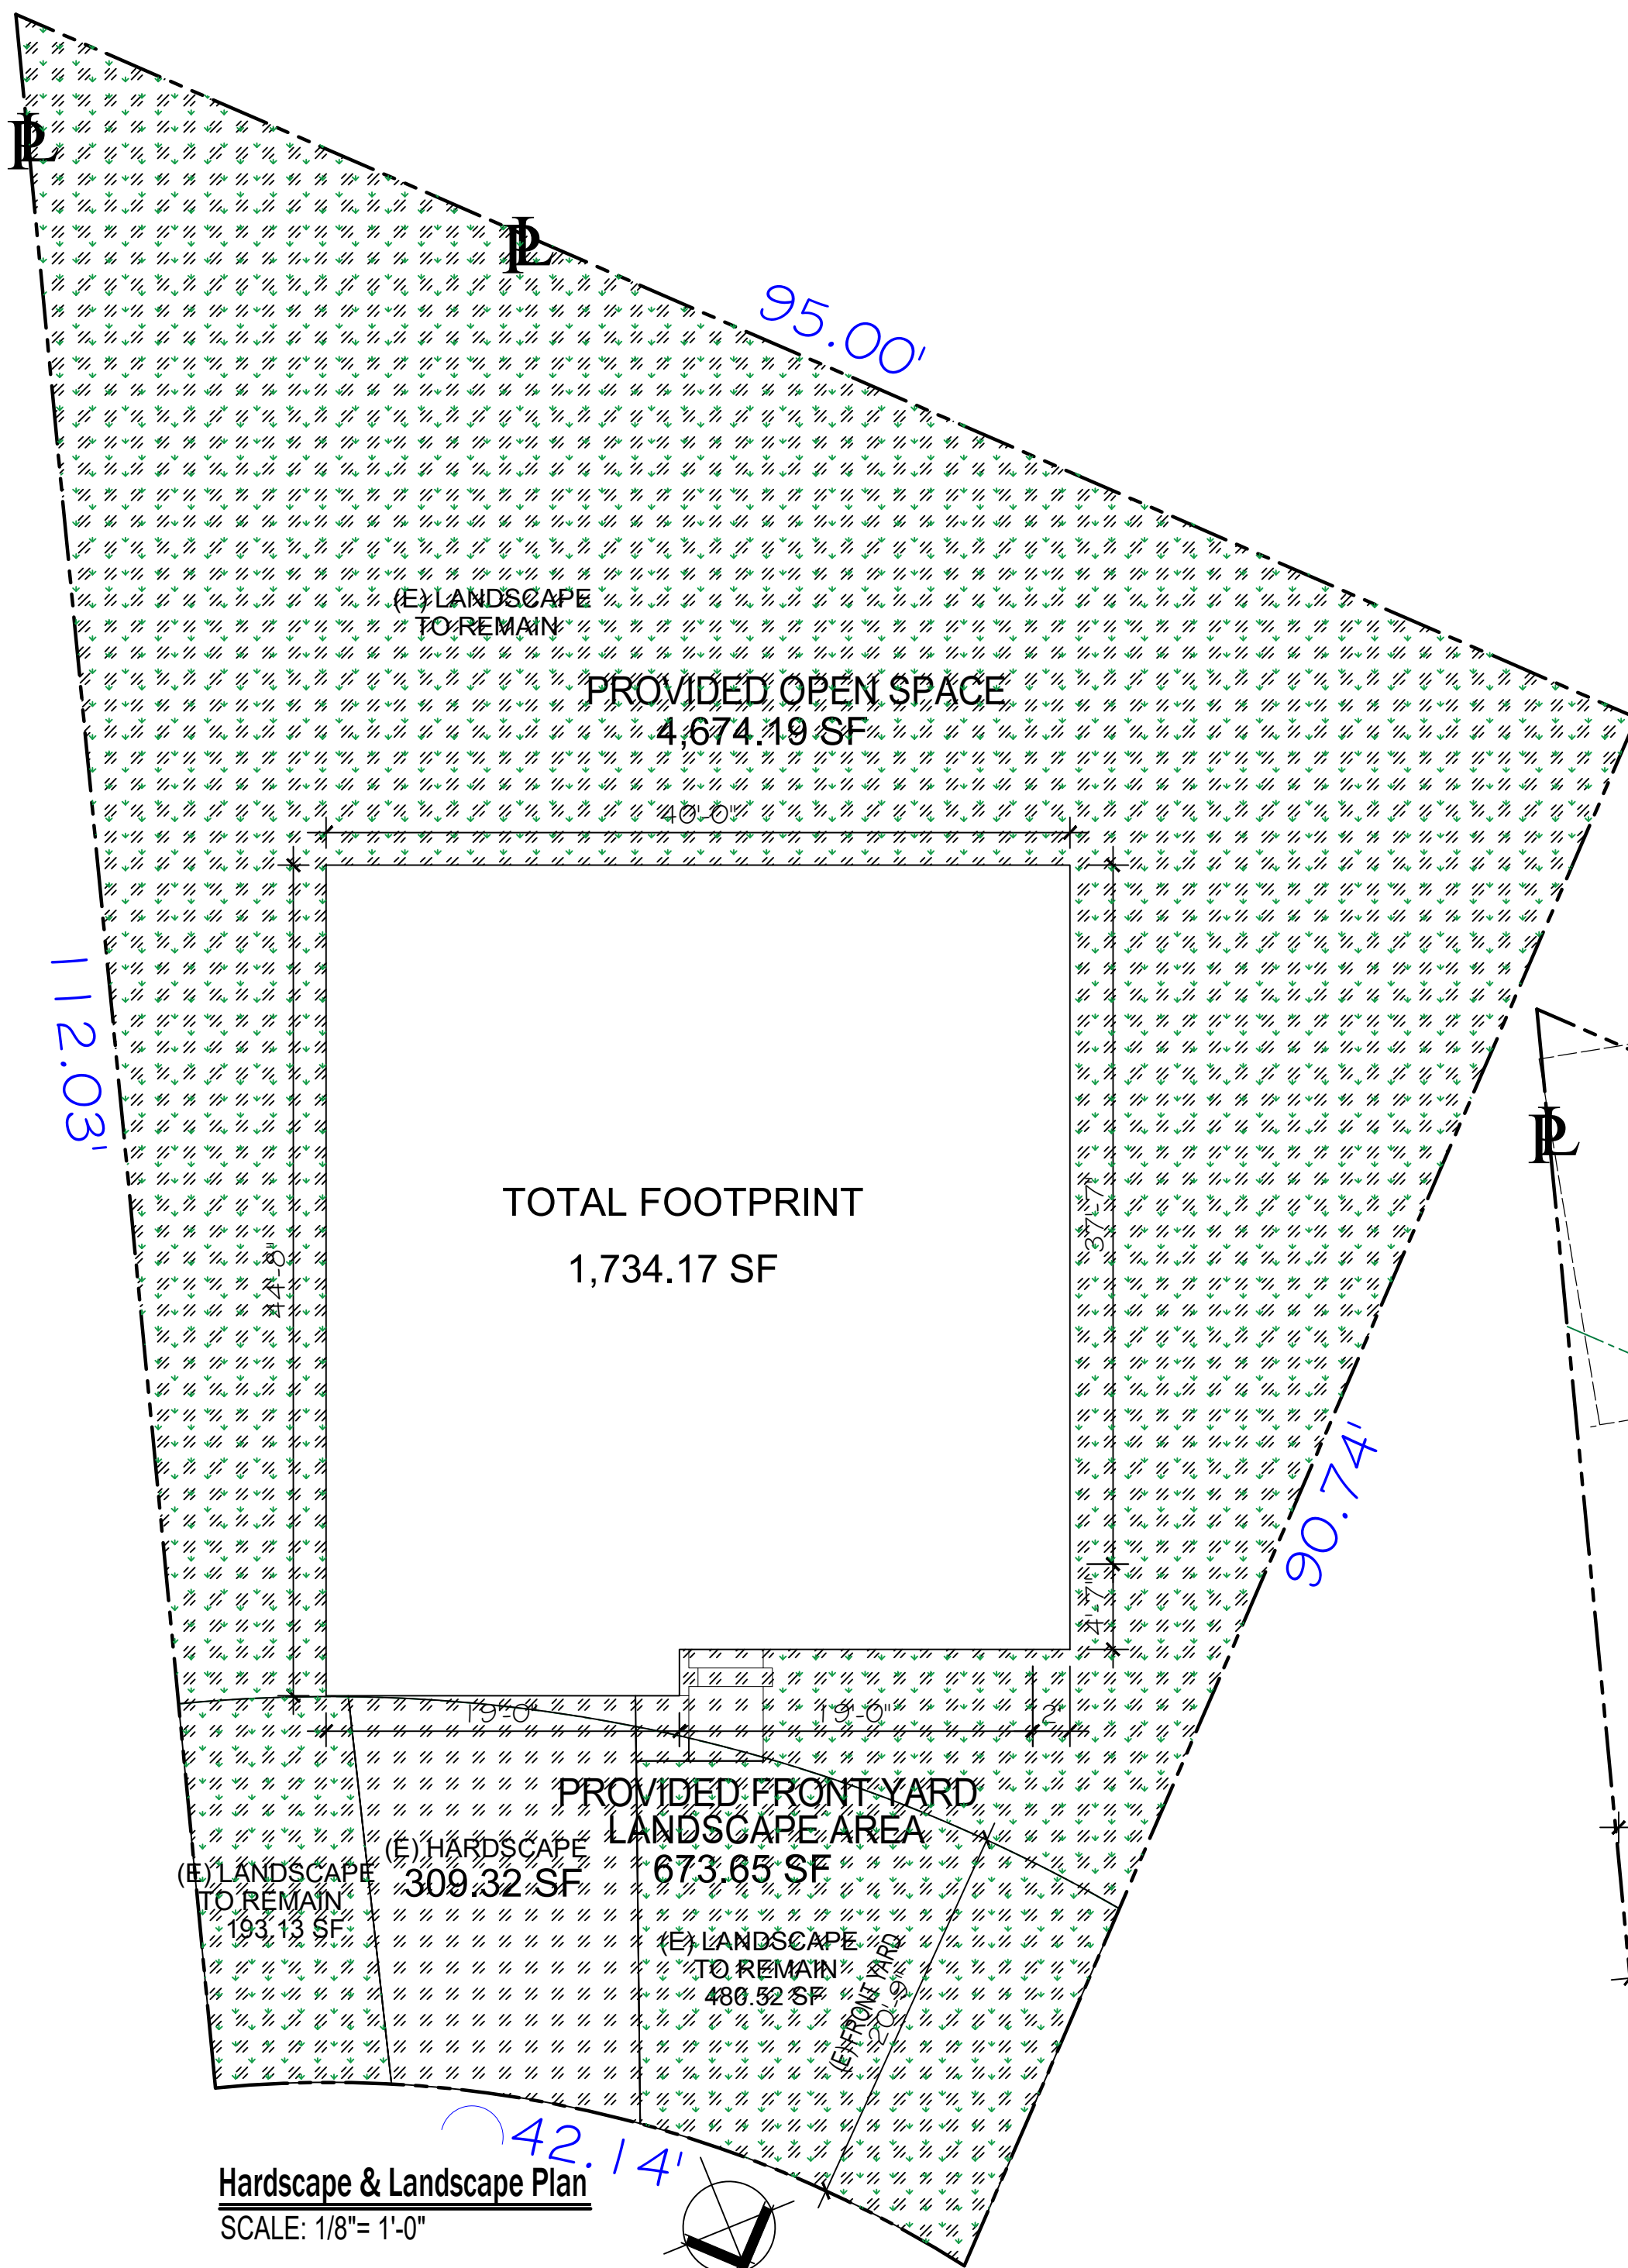 PL
PL
95.00'
(E) LANDSCAPE
TO REMAIN
PROVIDED OPEN SPACE
4,674.19 SF
40'-0"
112.03'
PL
TOTAL FOOTPRINT
1,734.17 SF
44'-8"
37'-7"
90.74'
4'-7"
19'-0"
19'-0"
2'
PROVIDED FRONT YARD
LANDSCAPE AREA
673.65 SF
(E) HARDSCAPE
309.32 SF
(E) LANDSCAPE
TO REMAIN
193.13 SF
(E) LANDSCAPE
TO REMAIN
480.52 SF
(E) FRONT YARD
20'-9"
42.14'
Hardscape & Landscape Plan
SCALE: 1/8"= 1'-0"